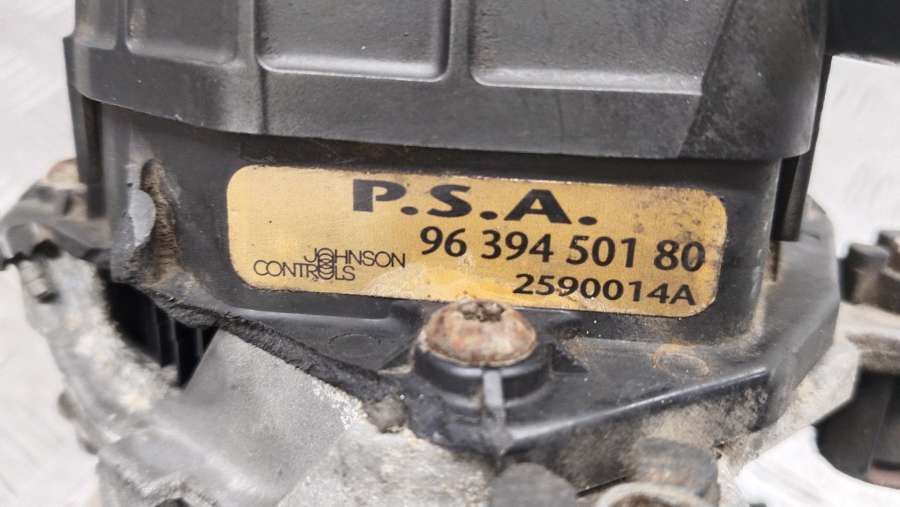 P.S.A.
96 394 501 80
JOHNSON
CONTROLS
2590014A